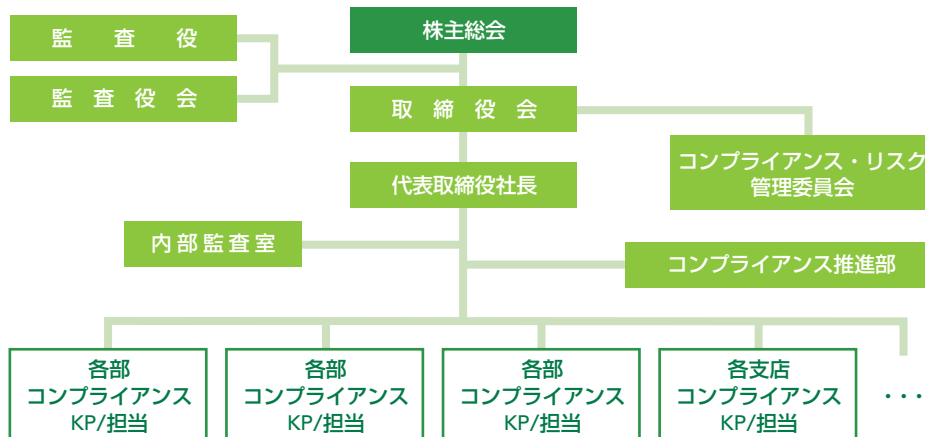 株主総会
監査役
監査役会
取締役会
コンプライアンス・リスク
管理委員会
代表取締役社長
内部監査室
コンプライアンス推進部
各部
コンプライアンス
KP/担当
各部
コンプライアンス
KP/担当
各部
コンプライアンス
KP/担当
各支店
コンプライアンス
KP/担当
・・・